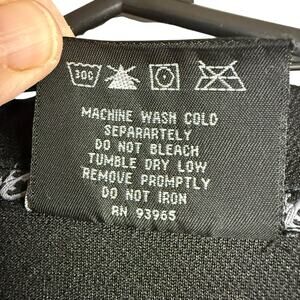 30C
MACHINE WASH COLD
SEPARARTELY
DO NOT BLEACH
TUMBLE DRY LOW
REMOVE PROMPTLY
DO NOT IRON
RN 93965